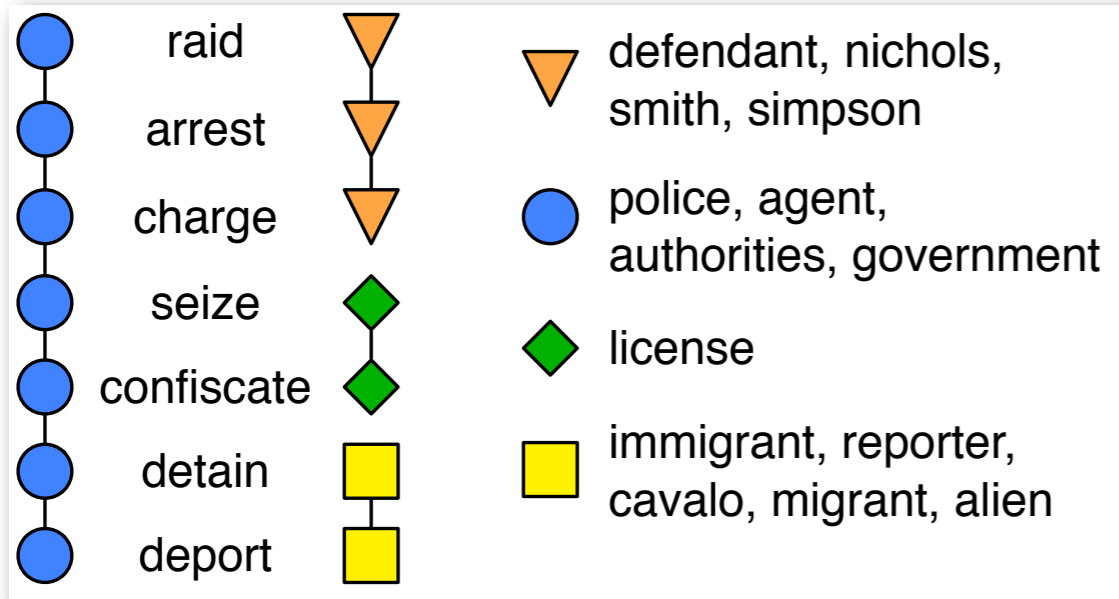 raid
arrest
charge
seize
confiscate
detain
deport
defendant, nichols,
smith, simpson
police, agent,
authorities, government
license
immigrant, reporter,
cavalo, migrant, alien